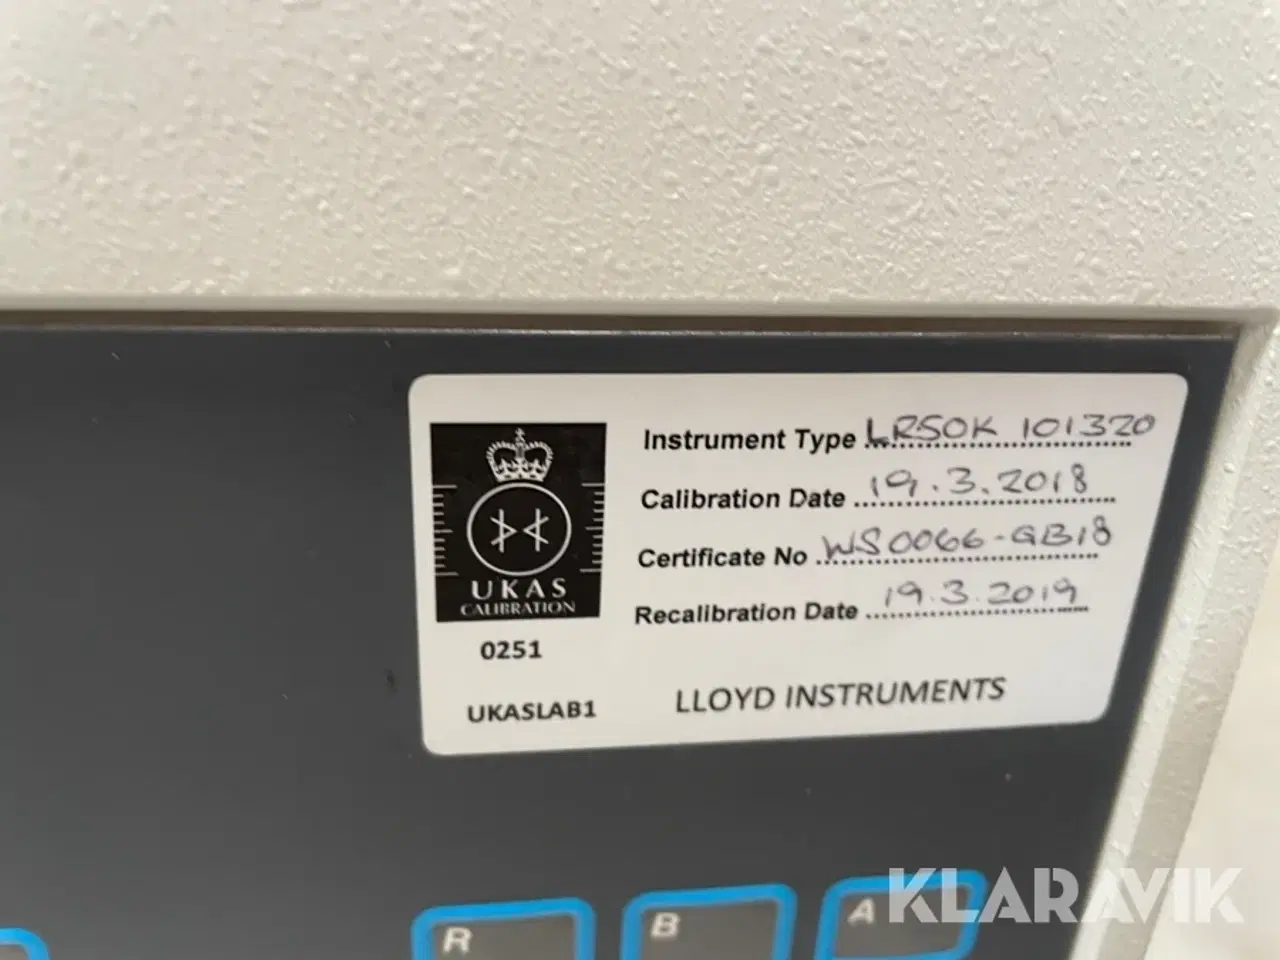 Instrument Type LR50K 101320
Calibration Date 19.3.2018
Certificate No WS0066-GB18
Recalibration Date 19.3.2019
UKAS
CALIBRATION
0251
UKASLAB1
LLOYD INSTRUMENTS
R
B
A
KLARAVIK